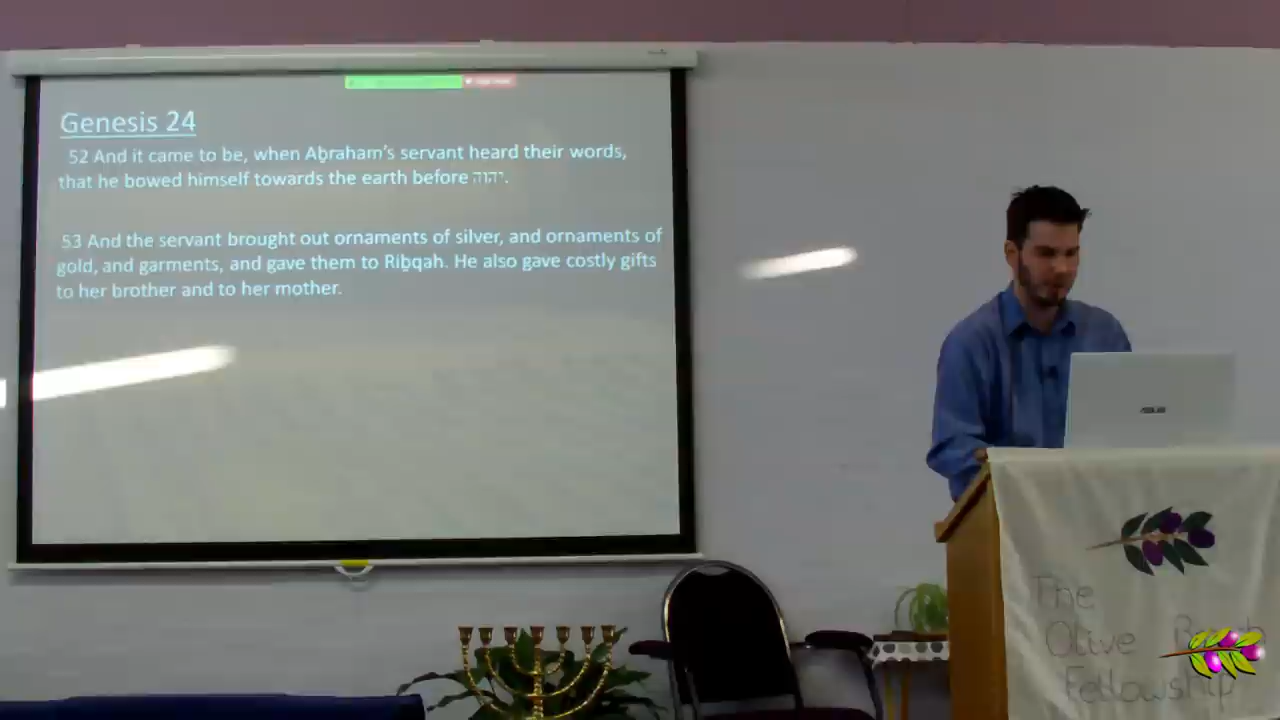 Genesis 24
52 And it came to be, when Aḇraham's servant heard their words,
that he bowed himself towards the earth before יהוה.
53 And the servant brought out ornaments of silver, and ornaments of
gold, and garments, and gave them to Riḇqah. He also gave costly gifts
to her brother and to her mother.
ASUS
The
Olive
Fellowship